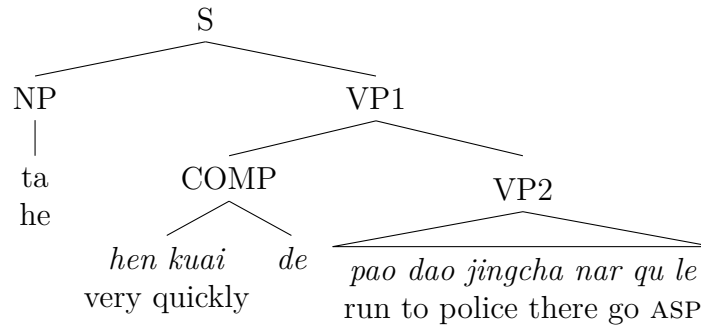 S
NP VP1
ta COMP VP2
he
hen kuai de pao dao jingcha nar qu le
very quickly run to police there go ASP